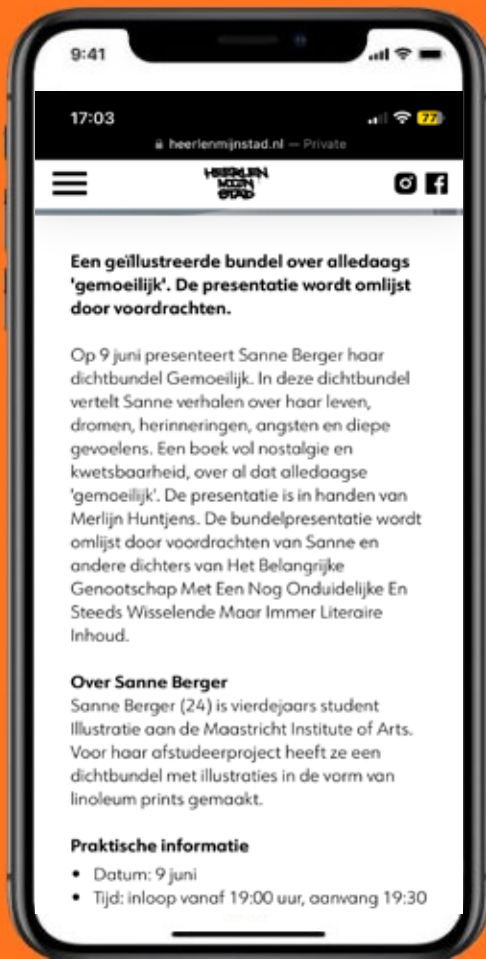 9:41
17:03
77
heerlenmijnstad.nl — Private
HEERLEN
MIJN
STAD
Een geïllustreerde bundel over alledaags
'gemoeilijk'. De presentatie wordt omlijst
door voordrachten.
Op 9 juni presenteert Sanne Berger haar
dichtbundel Gemoeilijk. In deze dichtbundel
vertelt Sanne verhalen over haar leven,
dromen, herinneringen, angsten en diepe
gevoelens. Een boek vol nostalgie en
kwetsbaarheid, over al dat alledaagse
'gemoeilijk'. De presentatie is in handen van
Merlijn Huntjens. De bundelpresentatie wordt
omlijst door voordrachten van Sanne en
andere dichters van Het Belangrijke
Genootschap Met Een Nog Onduidelijke En
Steeds Wisselende Maar Immer Literaire
Inhoud.
Over Sanne Berger
Sanne Berger (24) is vierdejaars student
Illustratie aan de Maastricht Institute of Arts.
Voor haar afstudeerproject heeft ze een
dichtbundel met illustraties in de vorm van
linoleum prints gemaakt.
Praktische informatie
• Datum: 9 juni
• Tijd: inloop vanaf 19:00 uur, aanvang 19:30